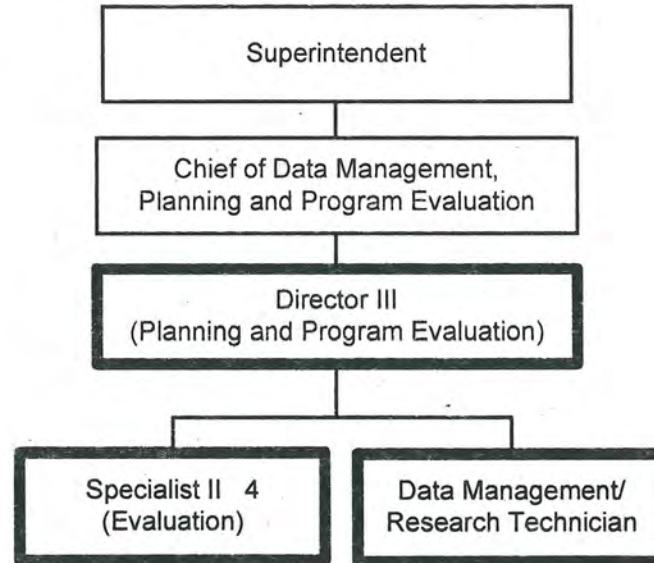 Superintendent
Chief of Data Management,
Planning and Program Evaluation
Director III
(Planning and Program Evaluation)
Specialist II 4
(Evaluation)
Data Management/
Research Technician